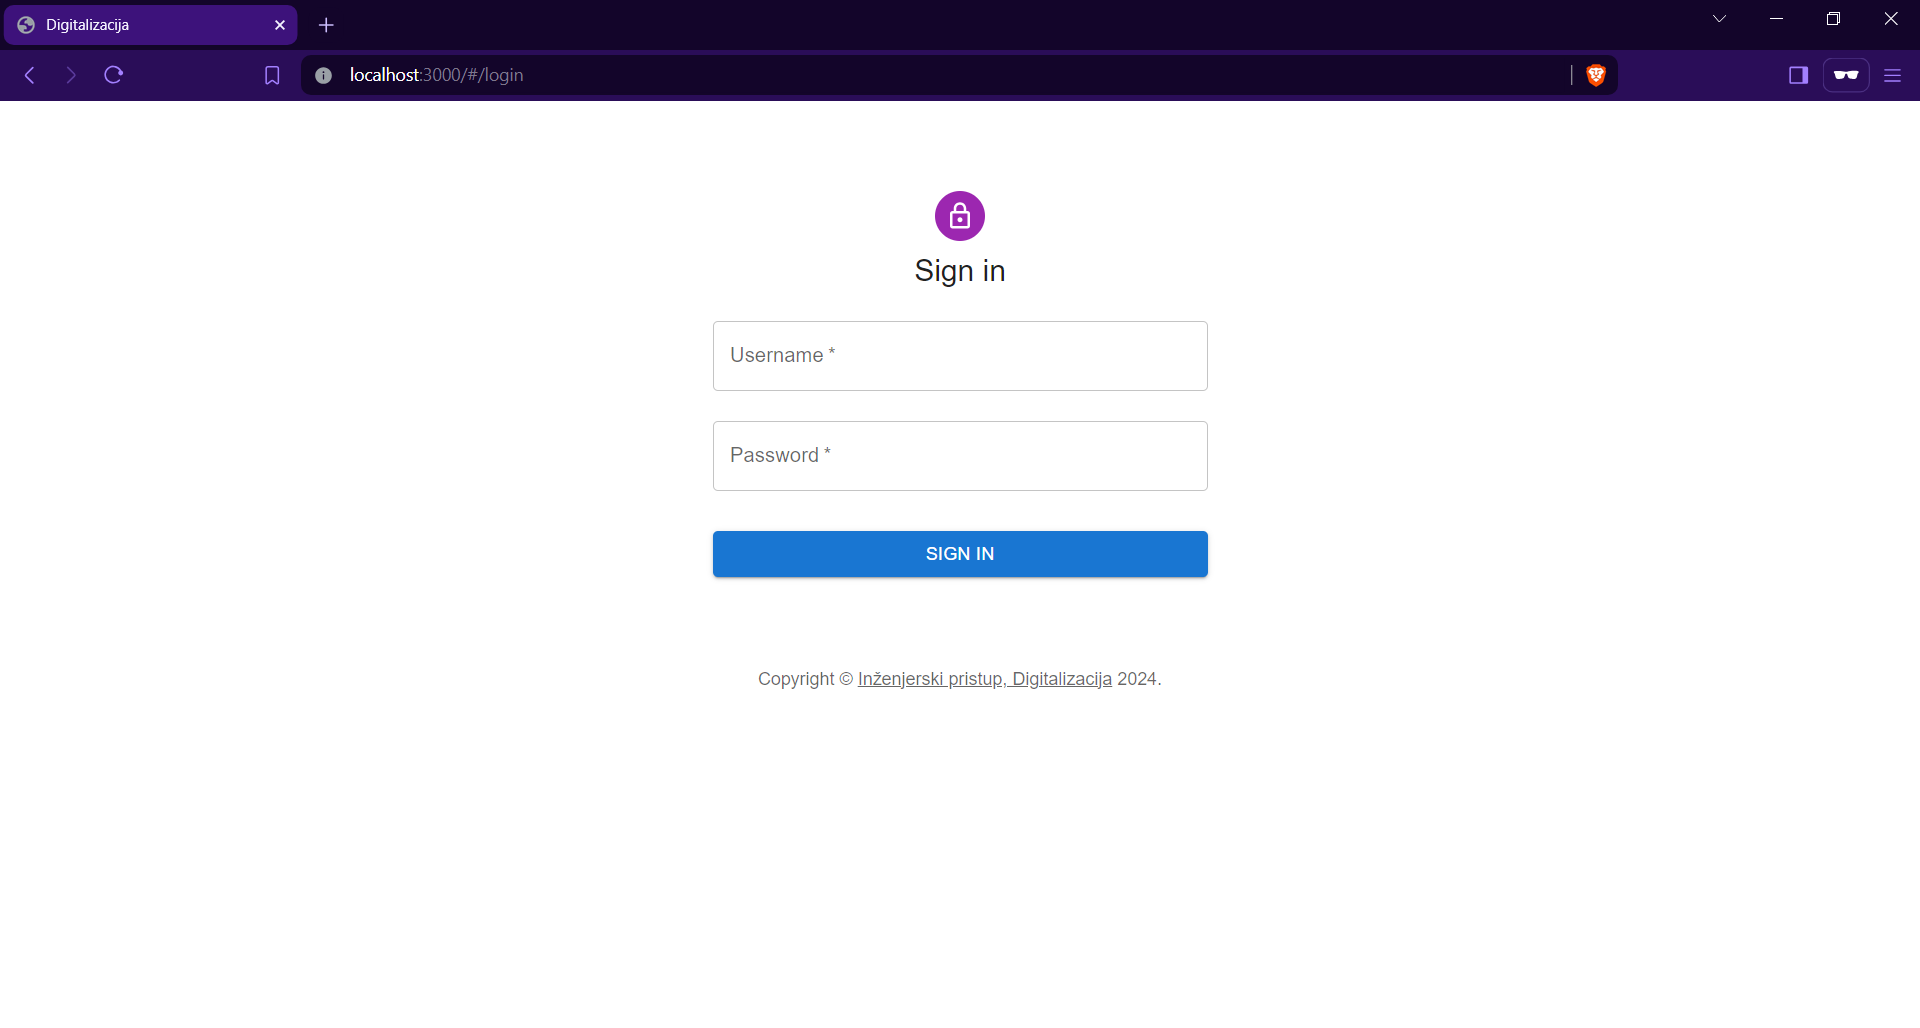 Digitalizacija
localhost:3000/#/login
Sign in
Username *
Password *
SIGN IN
Copyright © Inženjerski pristup, Digitalizacija 2024.